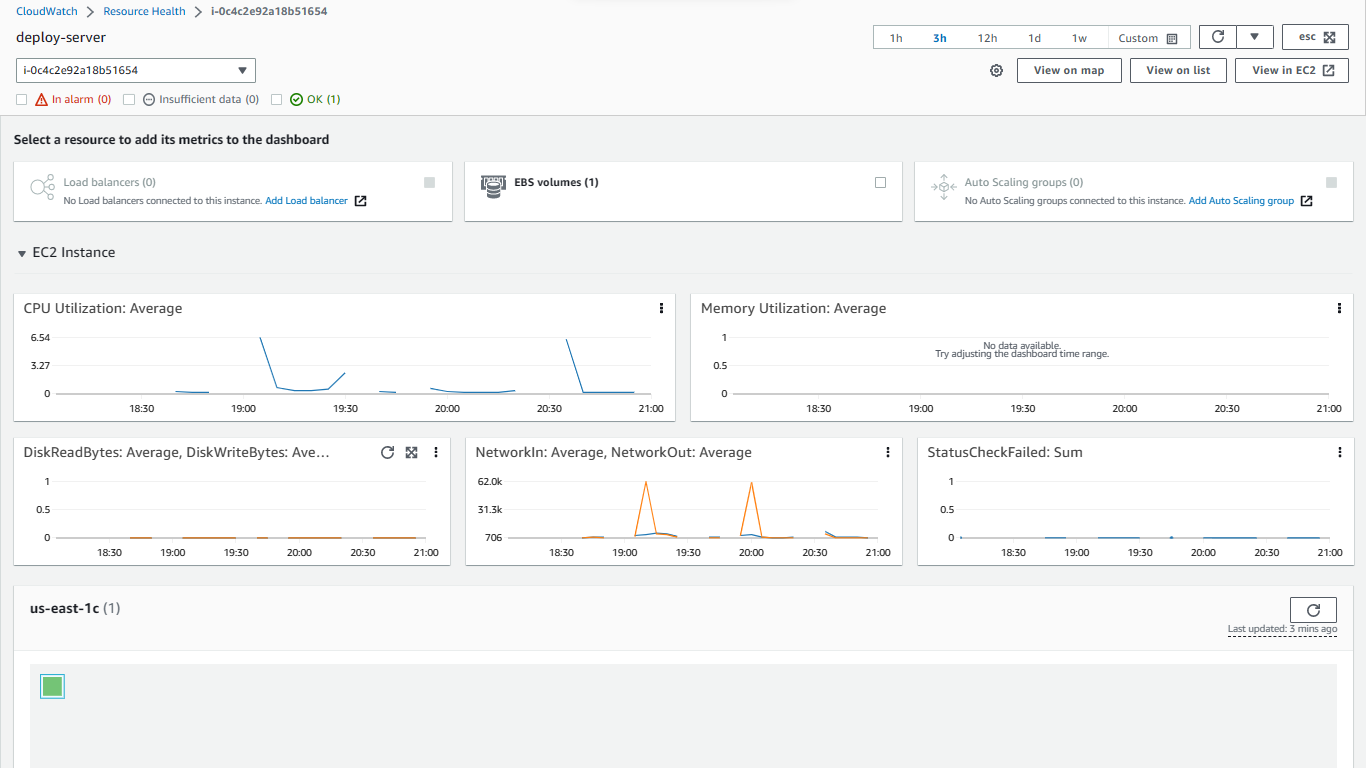 CloudWatch > Resource Health > i-0c4c2e92a18b51654
deploy-server
1h 3h 12h 1d 1w Custom
esc
i-0c4c2e92a18b51654
View on map View on list View in EC2
In alarm (0) Insufficient data (0) OK (1)
Select a resource to add its metrics to the dashboard
Load balancers (0)
No Load balancers connected to this instance. Add Load balancer
EBS volumes (1)
Auto Scaling groups (0)
No Auto Scaling groups connected to this instance. Add Auto Scaling group
EC2 Instance
CPU Utilization: Average
6.54
3.27
0
18:30 19:00 19:30 20:00 20:30 21:00
Memory Utilization: Average
1
No data available.
Try adjusting the dashboard time range.
0.5
0
18:30 19:00 19:30 20:00 20:30 21:00
DiskReadBytes: Average, DiskWriteBytes: Ave...
1
0.5
0
18:30 19:00 19:30 20:00 20:30 21:00
NetworkIn: Average, NetworkOut: Average
62.0k
31.3k
706
18:30 19:00 19:30 20:00 20:30 21:00
StatusCheckFailed: Sum
1
0.5
0
18:30 19:00 19:30 20:00 20:30 21:00
us-east-1c (1)
Last updated: 3 mins ago